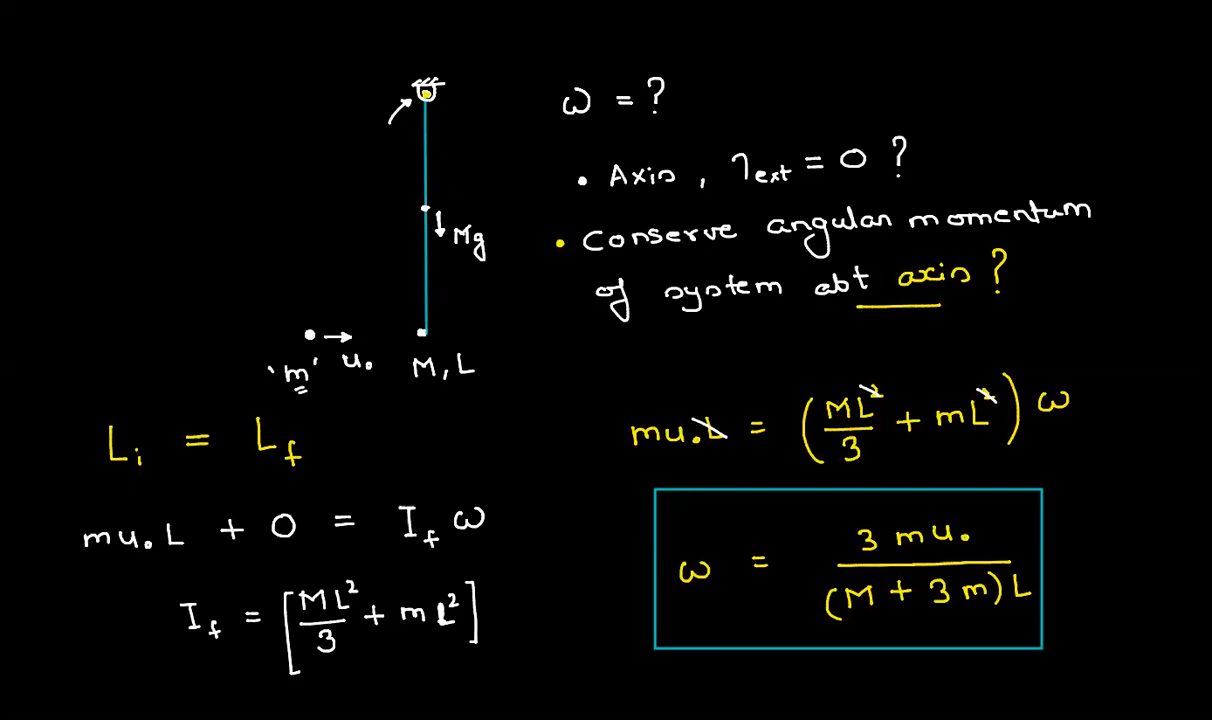 ω = ?
• Axis , τext = 0 ?
• Conserve angular momentum
of system abt axis ?
Mg
'm' u₀ M, L
Li = Lf
mu₀L + 0 = If ω
If = [ML²/3 + mL²]
mu₀L = (ML²/3 + mL²) ω
ω = 3mu₀/(M + 3m)L